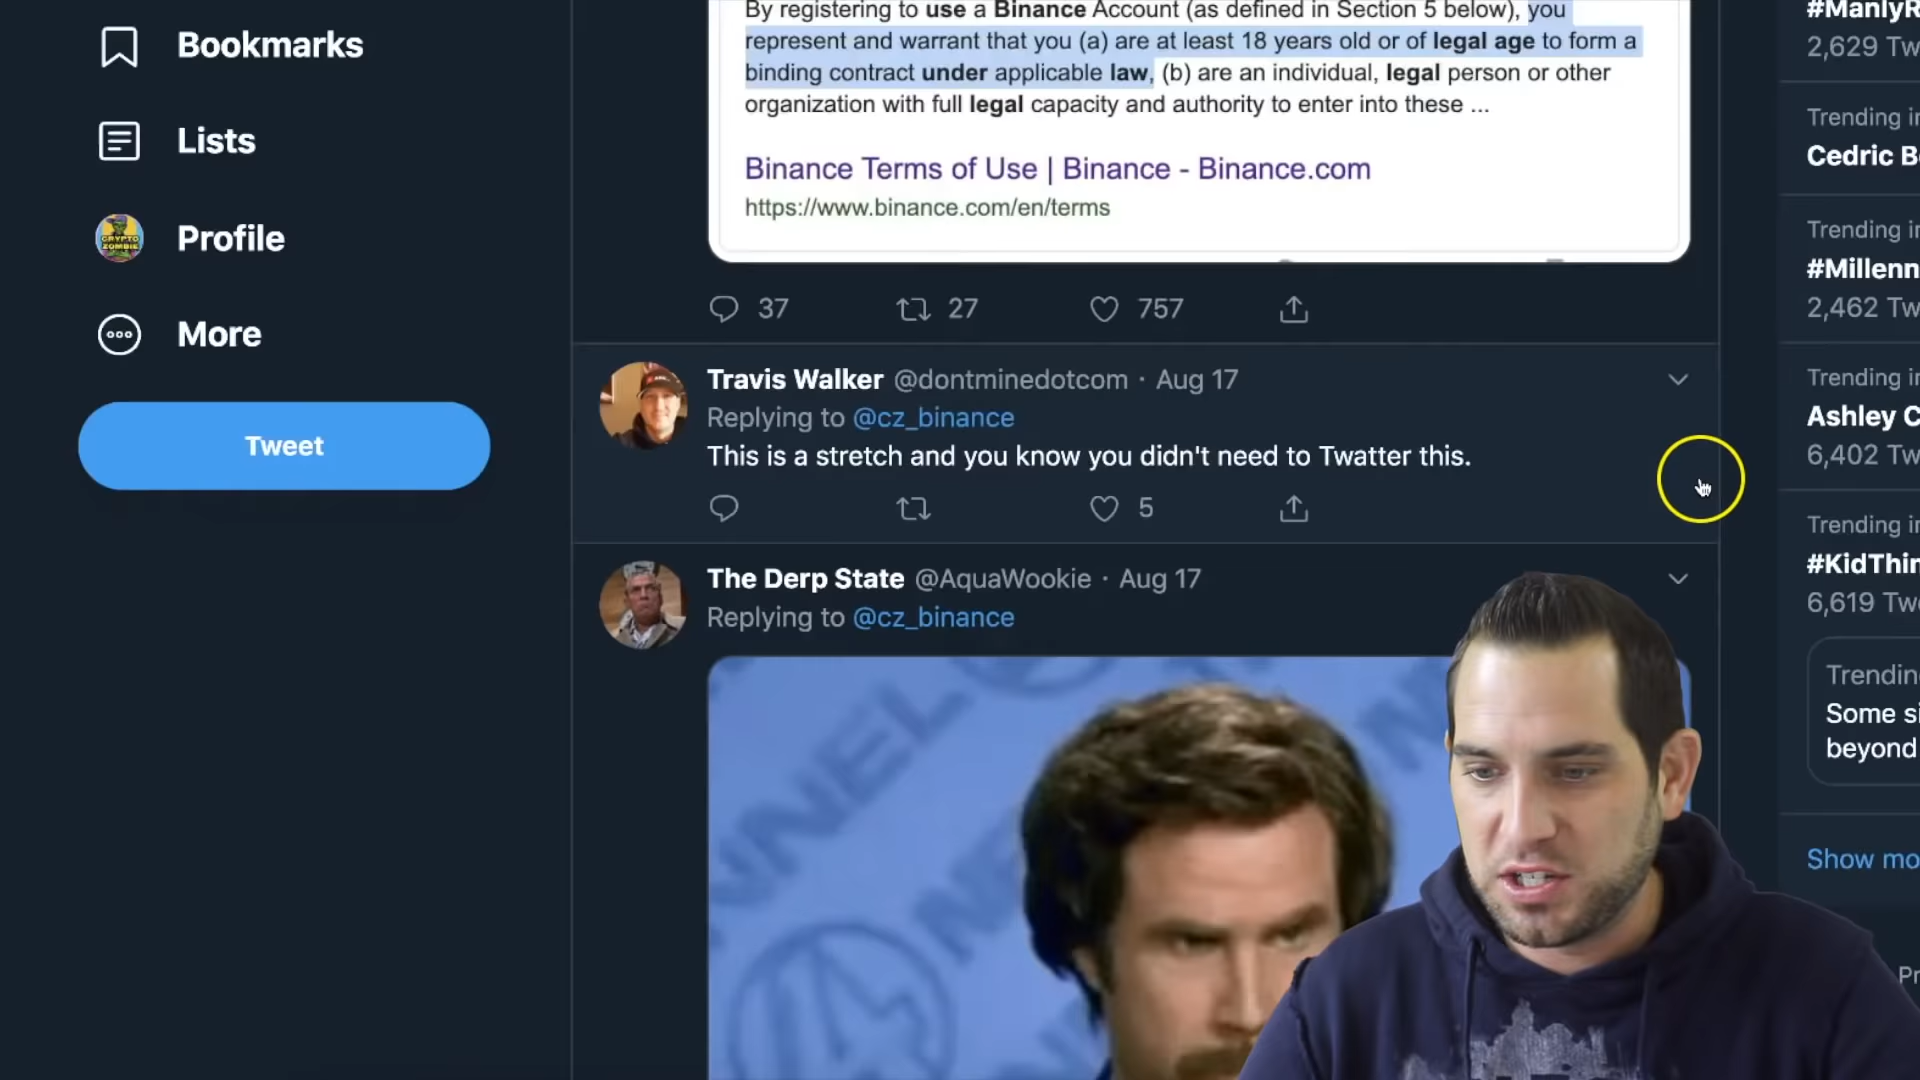 Bookmarks
Lists
CRYPTO
ZOMBIE
Profile
More
Tweet
By registering to use a Binance Account (as defined in Section 5 below), you
represent and warrant that you (a) are at least 18 years old or of legal age to form a
binding contract under applicable law, (b) are an individual, legal person or other
organization with full legal capacity and authority to enter into these ...
Binance Terms of Use | Binance - Binance.com
https://www.binance.com/en/terms
37 27 757
Travis Walker @dontminedotcom · Aug 17
Replying to @cz_binance
This is a stretch and you know you didn't need to Twatter this.
5
The Derp State @AquaWookie · Aug 17
Replying to @cz_binance
#ManlyR
2,629 Tw
Trending in
Cedric B
Trending in
#Millenn
2,462 Tw
Trending in
Ashley C
6,402 Tw
Trending in
#KidThin
6,619 Twe
Trendin
Some si
beyond
Show mo
Pr